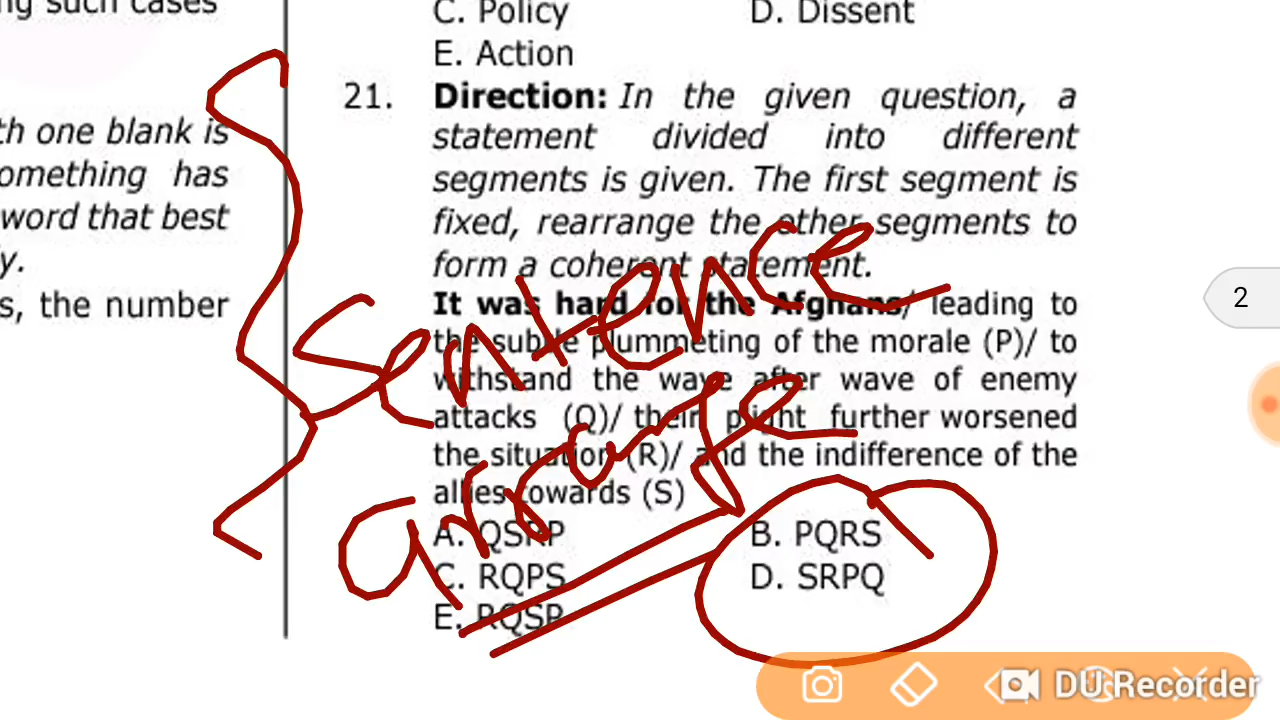 ng such cases
th one blank is
omething has
word that best
y.
s, the number
C. Policy D. Dissent
E. Action
21. Direction: In the given question, a
statement divided into different
segments is given. The first segment is
fixed, rearrange the other segments to
form a coherent statement.
It was hard for the Afghans/ leading to
the subtle plummeting of the morale (P)/ to
withstand the wave after wave of enemy
attacks (Q)/ their plight further worsened
the situation (R)/ and the indifference of the
allies towards (S)
A. QSRP B. PQRS
C. RQPS D. SRPQ
E. RQSP
Sentence
arrange
2
DU Recorder